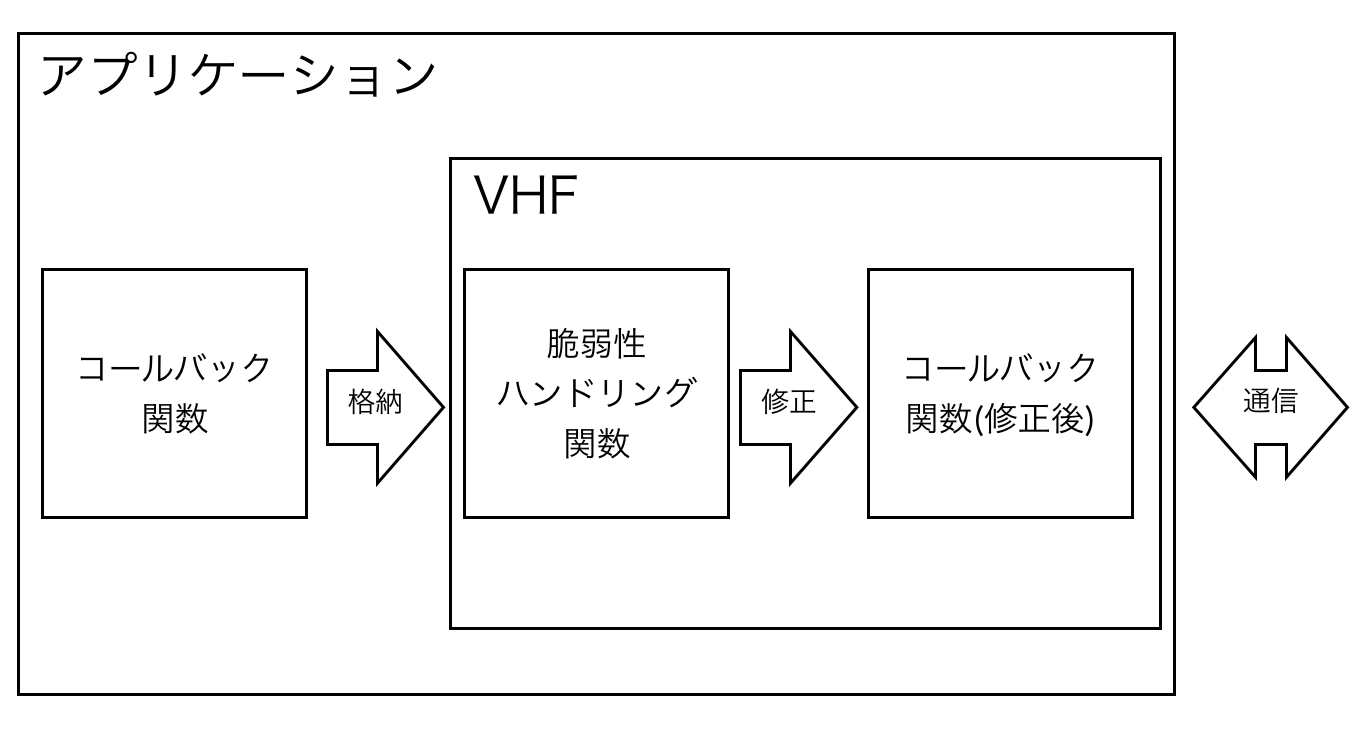 アプリケーション
VHF
コールバック
関数
格納
脆弱性
ハンドリング
関数
修正
コールバック
関数(修正後)
通信